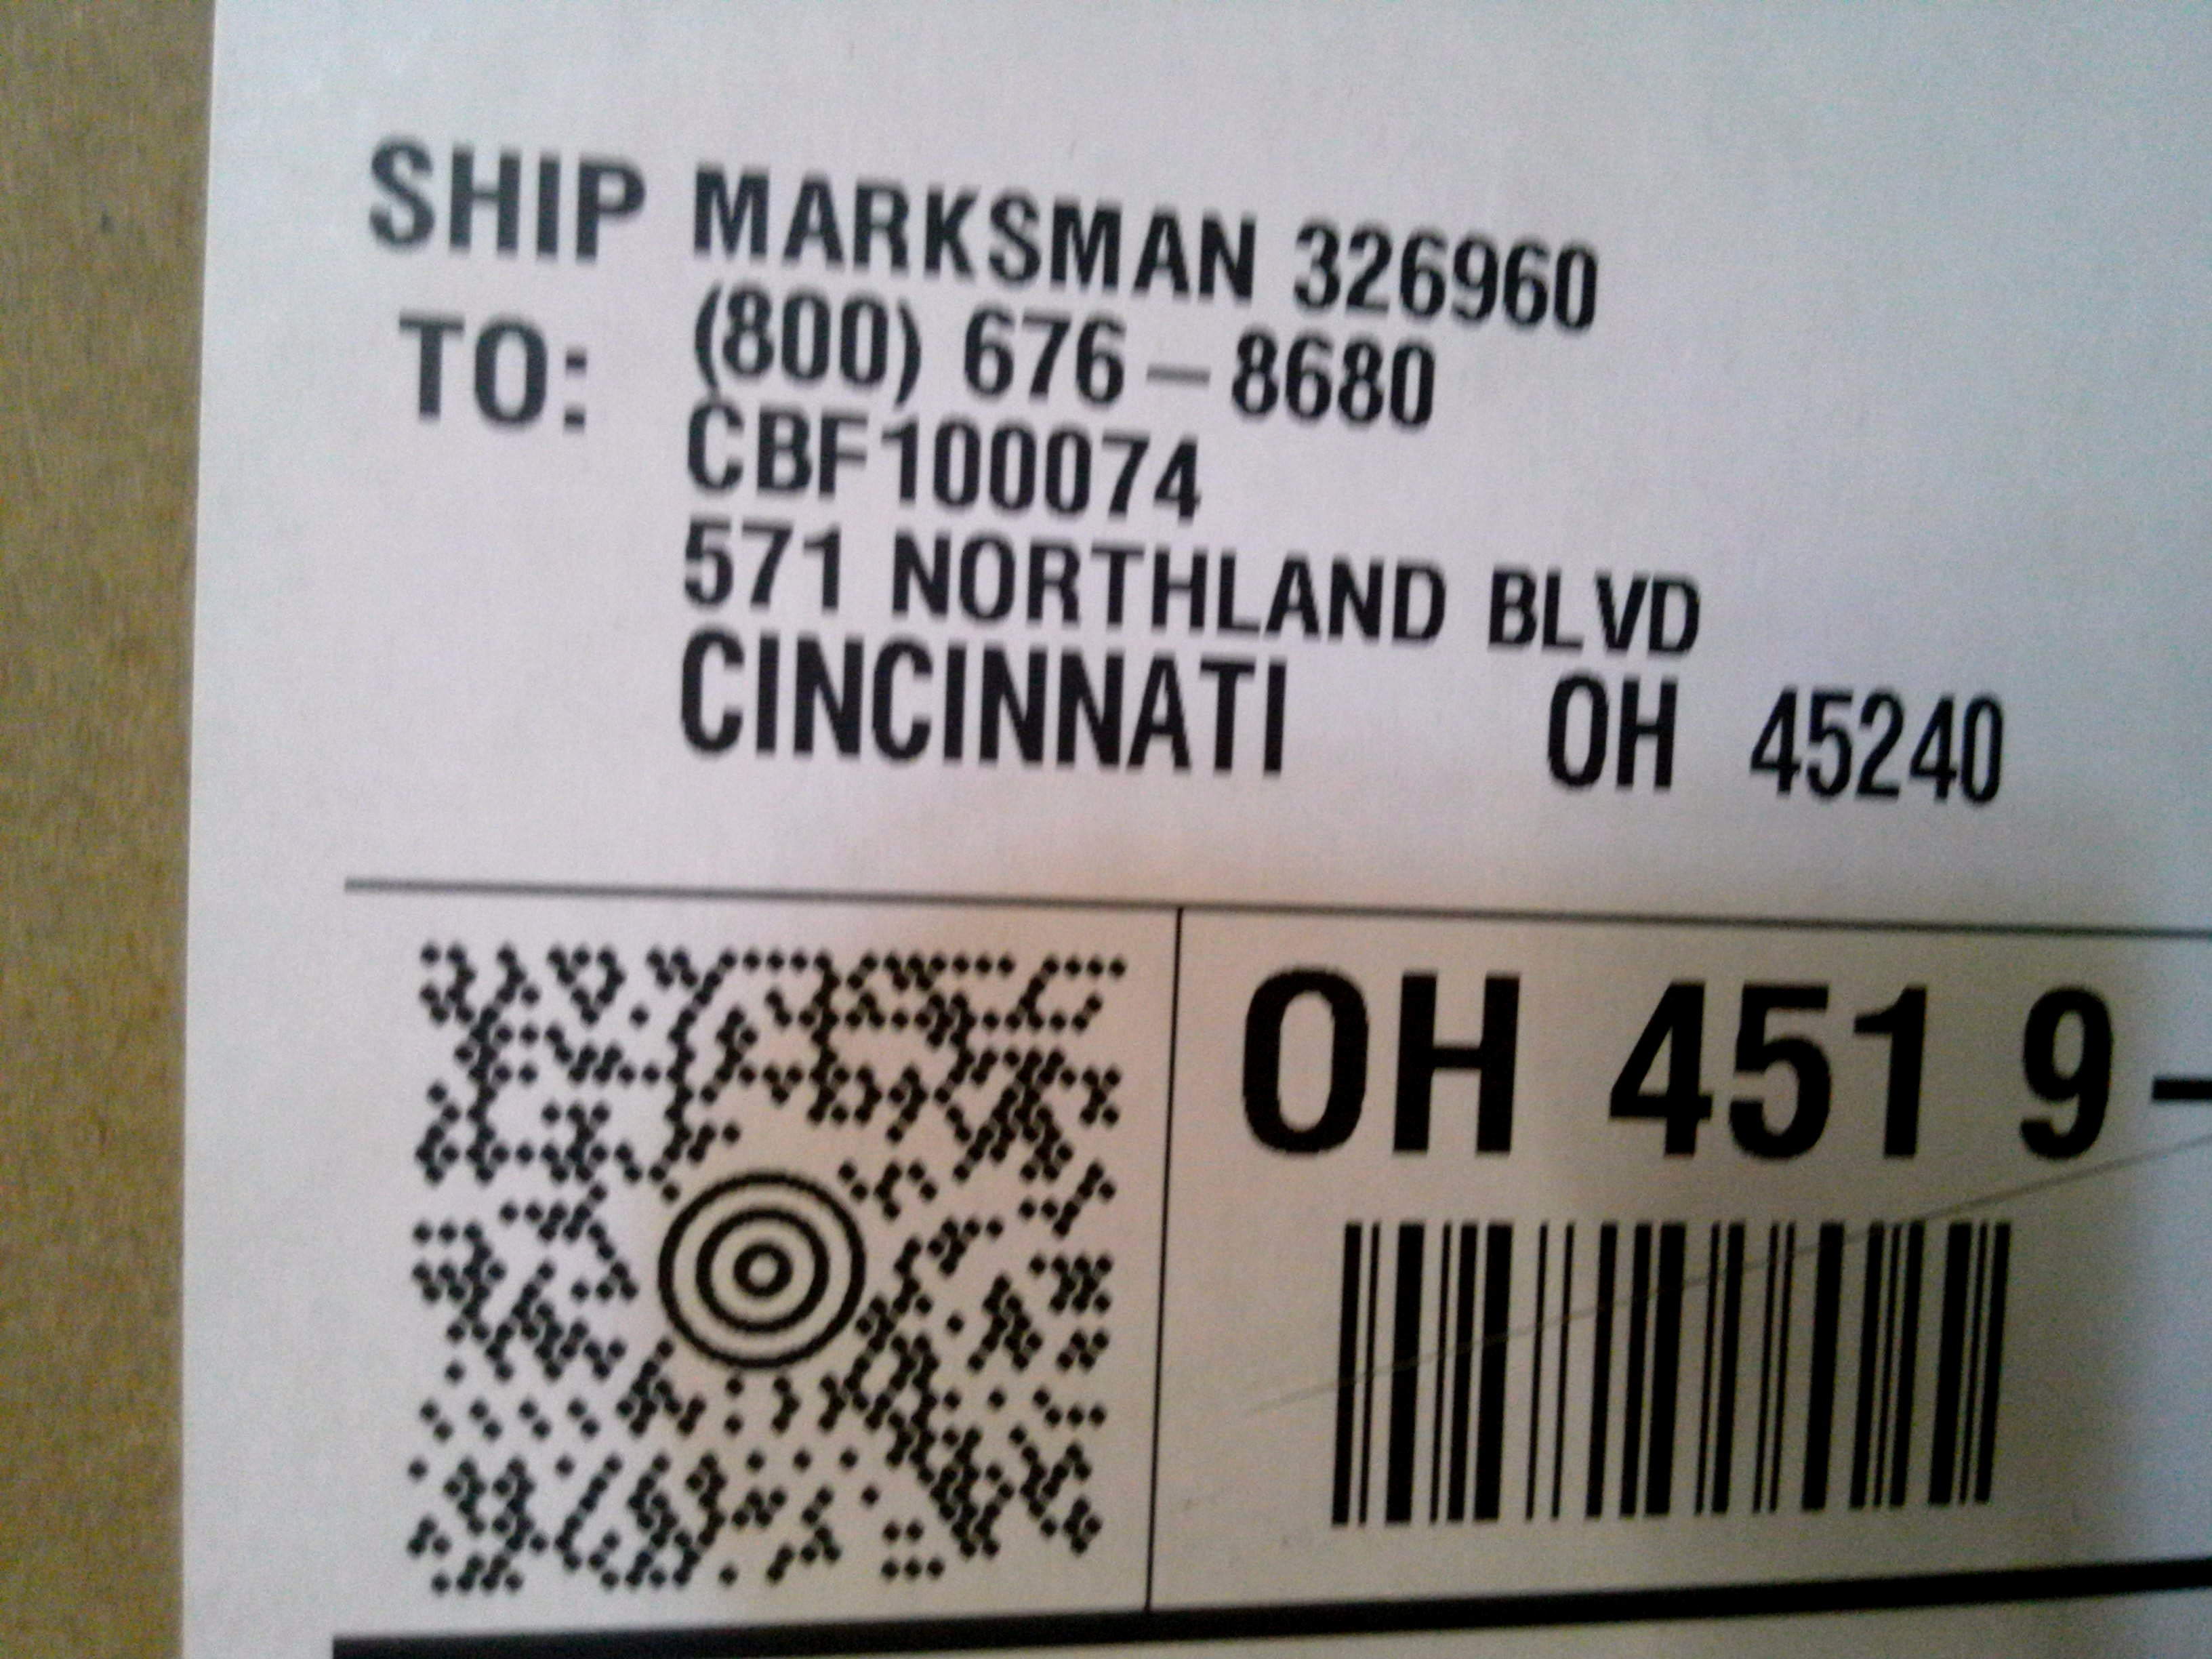 SHIP MARKSMAN 326960
TO: (800) 676-8680
CBF100074
571 NORTHLAND BLVD
CINCINNATI OH 45240
OH 451 9-